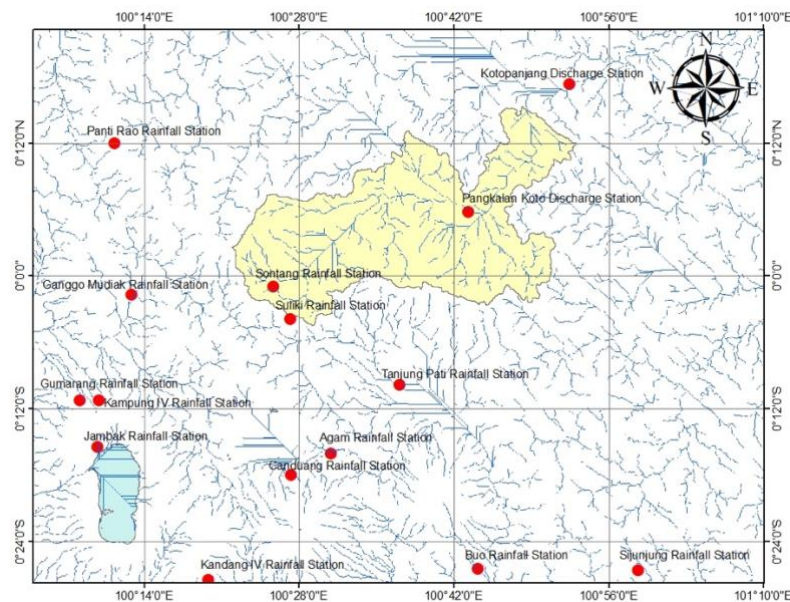 100°14'0"E 100°28'0"E 100°42'0"E 100°56'0"E 101°10'0"E
N
W E
S
Kotopanjang Discharge Station
Panti Rao Rainfall Station
0°12'0"N 0°12'0"N
Pangkalan Koto Discharge Station
Sontang Rainfall Station
0°0'0" 0°0'0"
Ganggo Mudiak Rainfall Station
Suliki Rainfall Station
Tanjung Pati Rainfall Station
Gumarang Rainfall Station
Kampung IV Rainfall Station
0°12'0"S 0°12'0"S
Jambak Rainfall Station
Agam Rainfall Station
Canduang Rainfall Station
0°24'0"S 0°24'0"S
Kandang IV Rainfall Station
Buo Rainfall Station
Sijunjung Rainfall Station
100°14'0"E 100°28'0"E 100°42'0"E 100°56'0"E 101°10'0"E